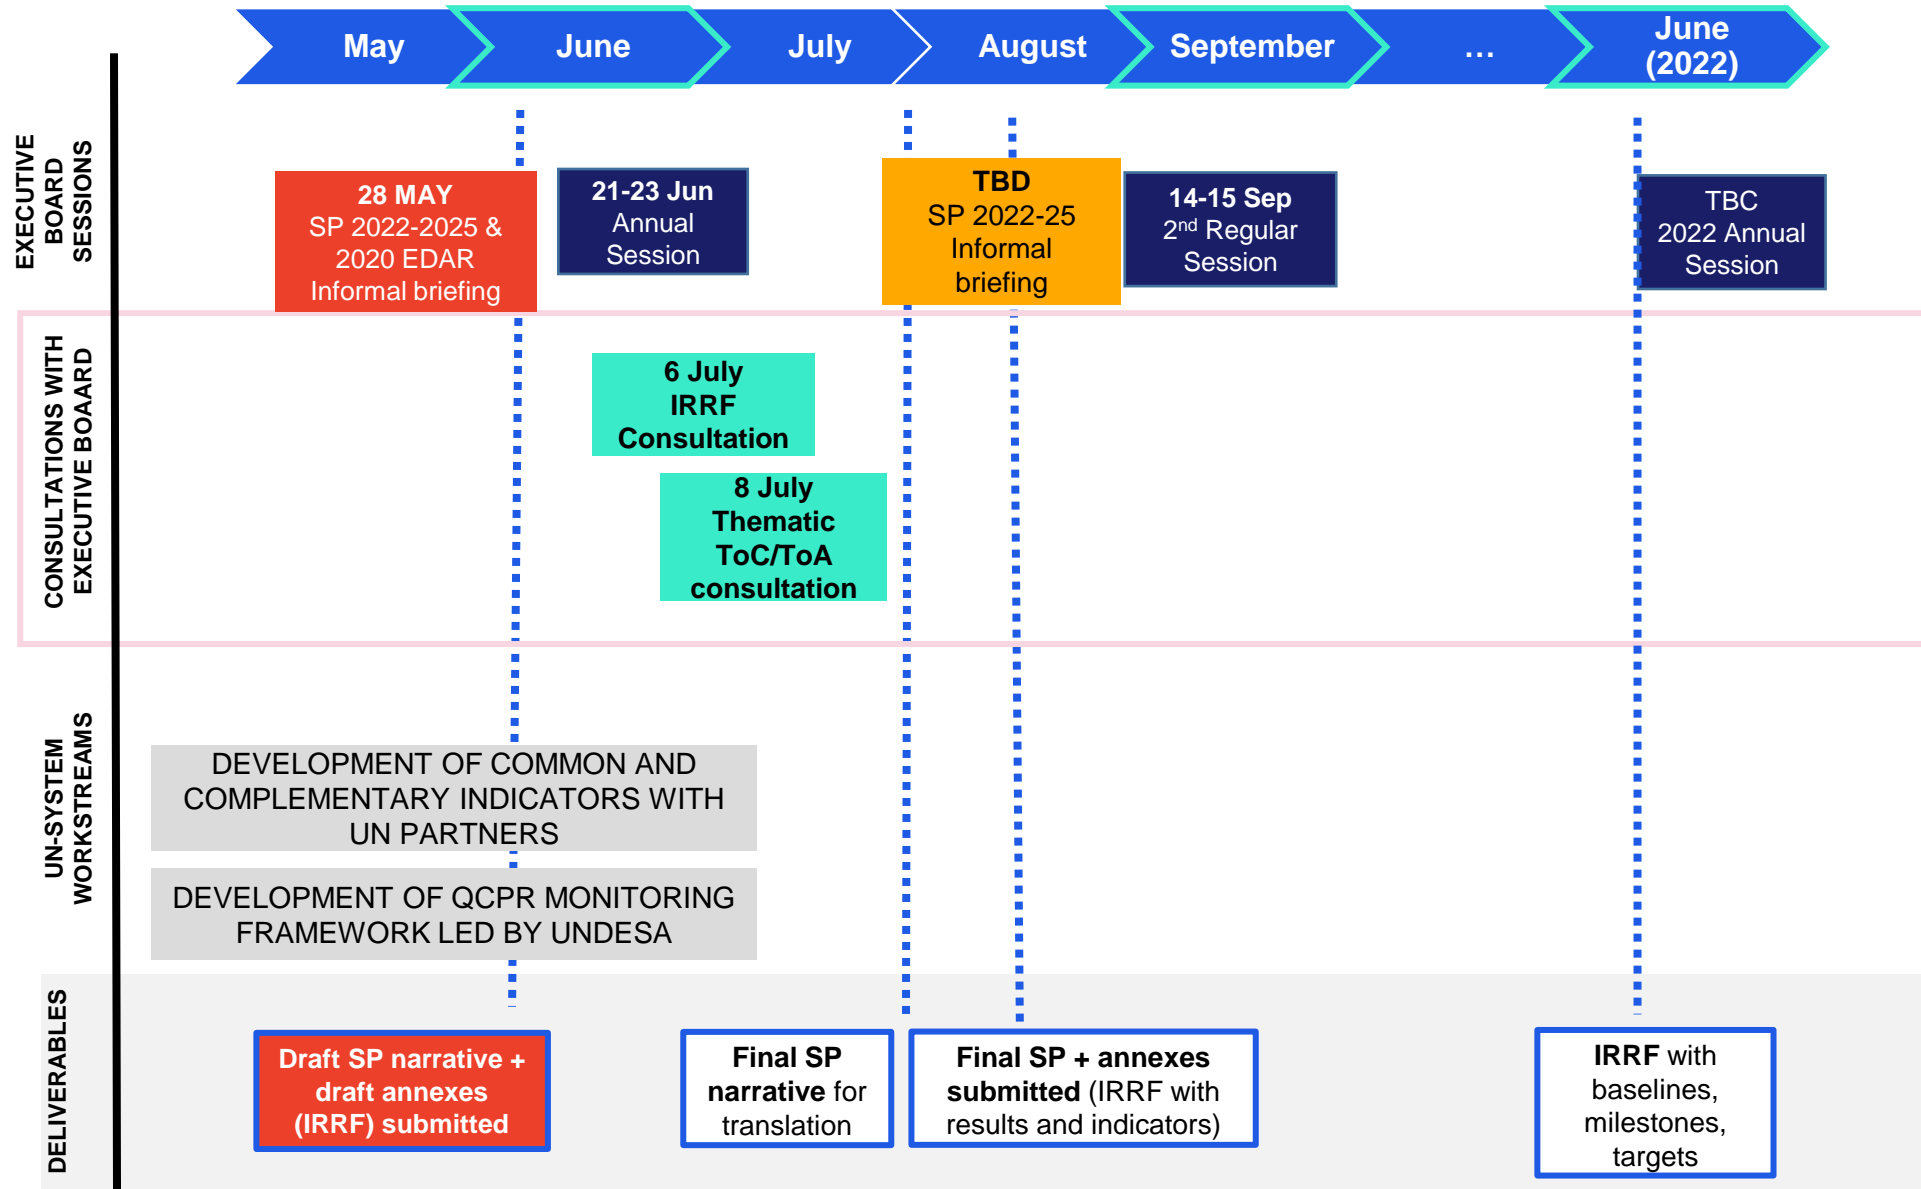 May
June
July
August
September
...
June
(2022)
EXECUTIVE
BOARD
SESSIONS
28 MAY
SP 2022-2025 &
2020 EDAR
Informal briefing
21-23 Jun
Annual
Session
TBD
SP 2022-25
Informal
briefing
14-15 Sep
2nd Regular
Session
TBC
2022 Annual
Session
CONSULTATIONS WITH
EXECUTIVE BOAARD
6 July
IRRF
Consultation
8 July
Thematic
ToC/ToA
consultation
UN-SYSTEM
WORKSTREAMS
DEVELOPMENT OF COMMON AND
COMPLEMENTARY INDICATORS WITH
UN PARTNERS
DEVELOPMENT OF QCPR MONITORING
FRAMEWORK LED BY UNDESA
DELIVERABLES
Draft SP narrative +
draft annexes
(IRRF) submitted
Final SP
narrative for
translation
Final SP + annexes
submitted (IRRF with
results and indicators)
IRRF with
baselines,
milestones,
targets